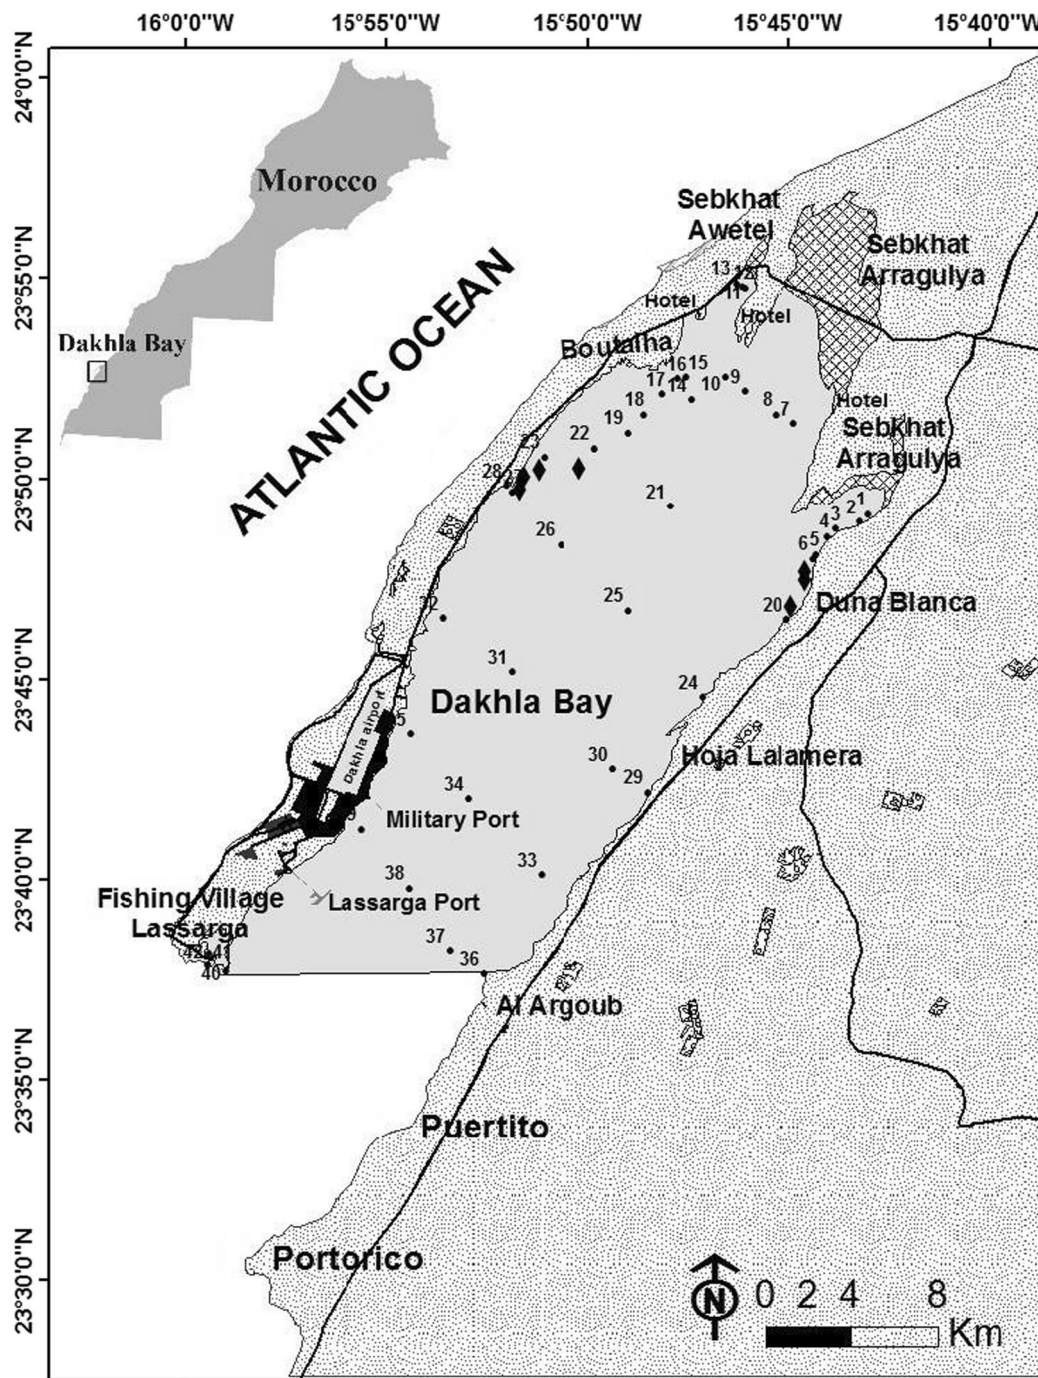 16°00'0''W 15°55'0''W 15°50'0''W 15°45'0''W 15°40'0''W
24°0'0''N
23°55'0''N
23°50'0''N
23°45'0''N
23°40'0''N
23°35'0''N
23°30'0''N
Morocco
Dakhla Bay
ATLANTIC OCEAN
Sebkhat
Awetel
Sebkhat
Arragulya
13
11
Hotel
Hotel
Boutalha
16 15
17 14 10 9
18 8 7
19
Hotel
Sebkhat
Arragulya
23 22
28
21
1
2
3
4
5
6
26
20
Duna Blanca
25
32
31
24
Dakhla Bay
Dakhla airport
Hoja Lalamera
30
29
34
Military Port
33
38
Lassarga Port
Fishing Village
Lassarga
37
36
40
Al Argoub
Puertito
Portorico
N
0 2 4 8
Km